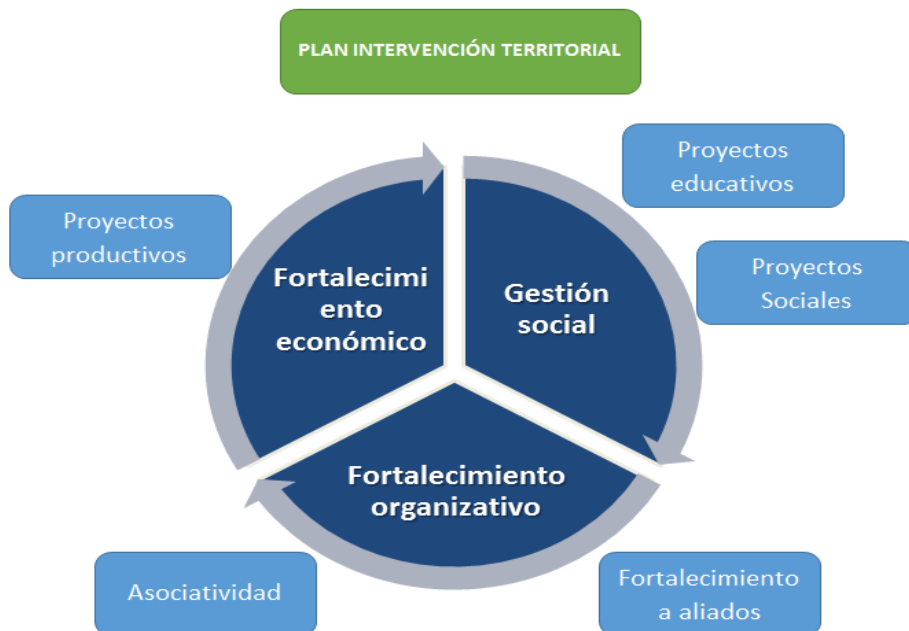 PLAN INTERVENCIÓN TERRITORIAL
Proyectos
educativos
Proyectos
productivos
Proyectos
Sociales
Fortalecimi
ento
económico
Gestión
social
Fortalecimiento
organizativo
Asociatividad
Fortalecimiento
a aliados